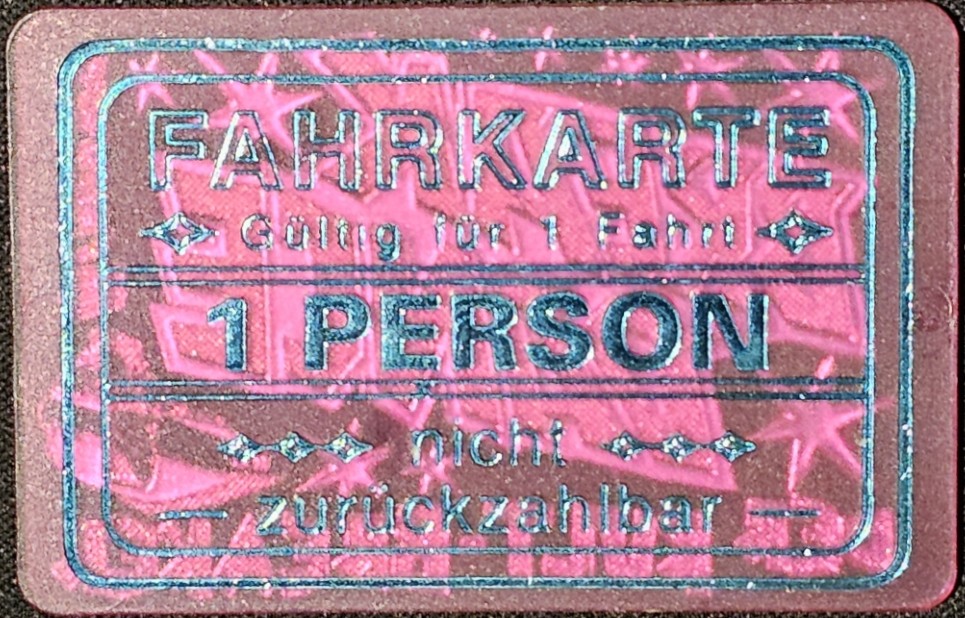 FAHRKARTE
Gültig für 1 Fahrt
1 PERSON
nicht
zurückzahlbar